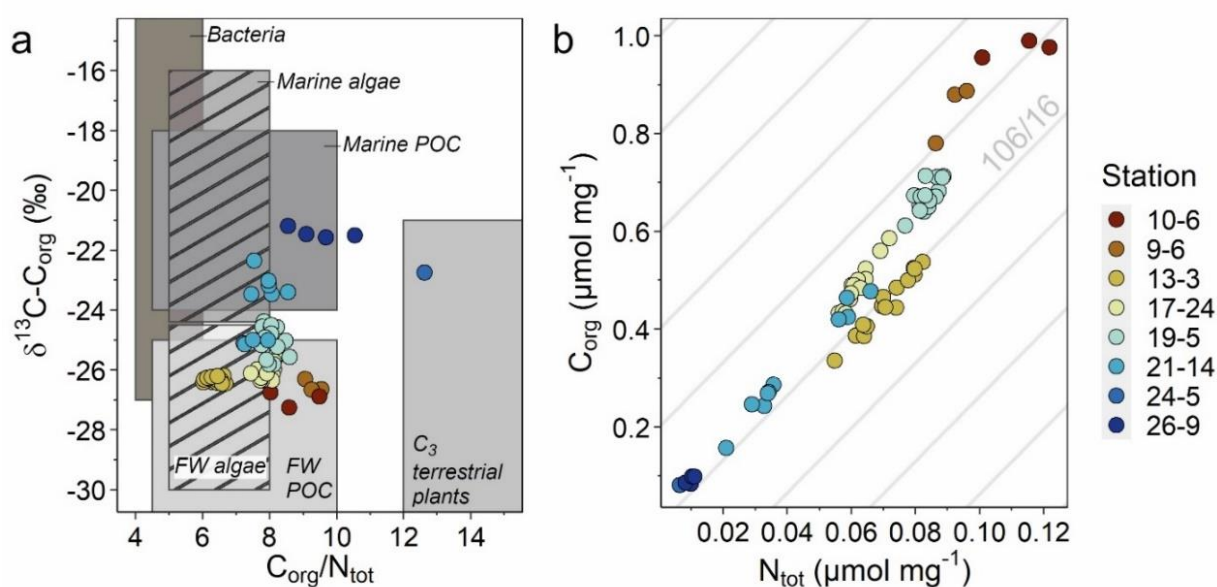 a
Bacteria
Marine algae
Marine POC
FW algae
FW
POC
C₃
terrestrial
plants
-16
-18
-20
-22
-24
-26
-28
-30
δ¹³C-Corg (‰)
4 6 8 10 12 14
Corg/Ntot
b
106/16
1.0
0.8
0.6
0.4
0.2
Corg (µmol mg⁻¹)
0.02 0.04 0.06 0.08 0.10 0.12
Ntot (µmol mg⁻¹)
Station
10-6
9-6
13-3
17-24
19-5
21-14
24-5
26-9